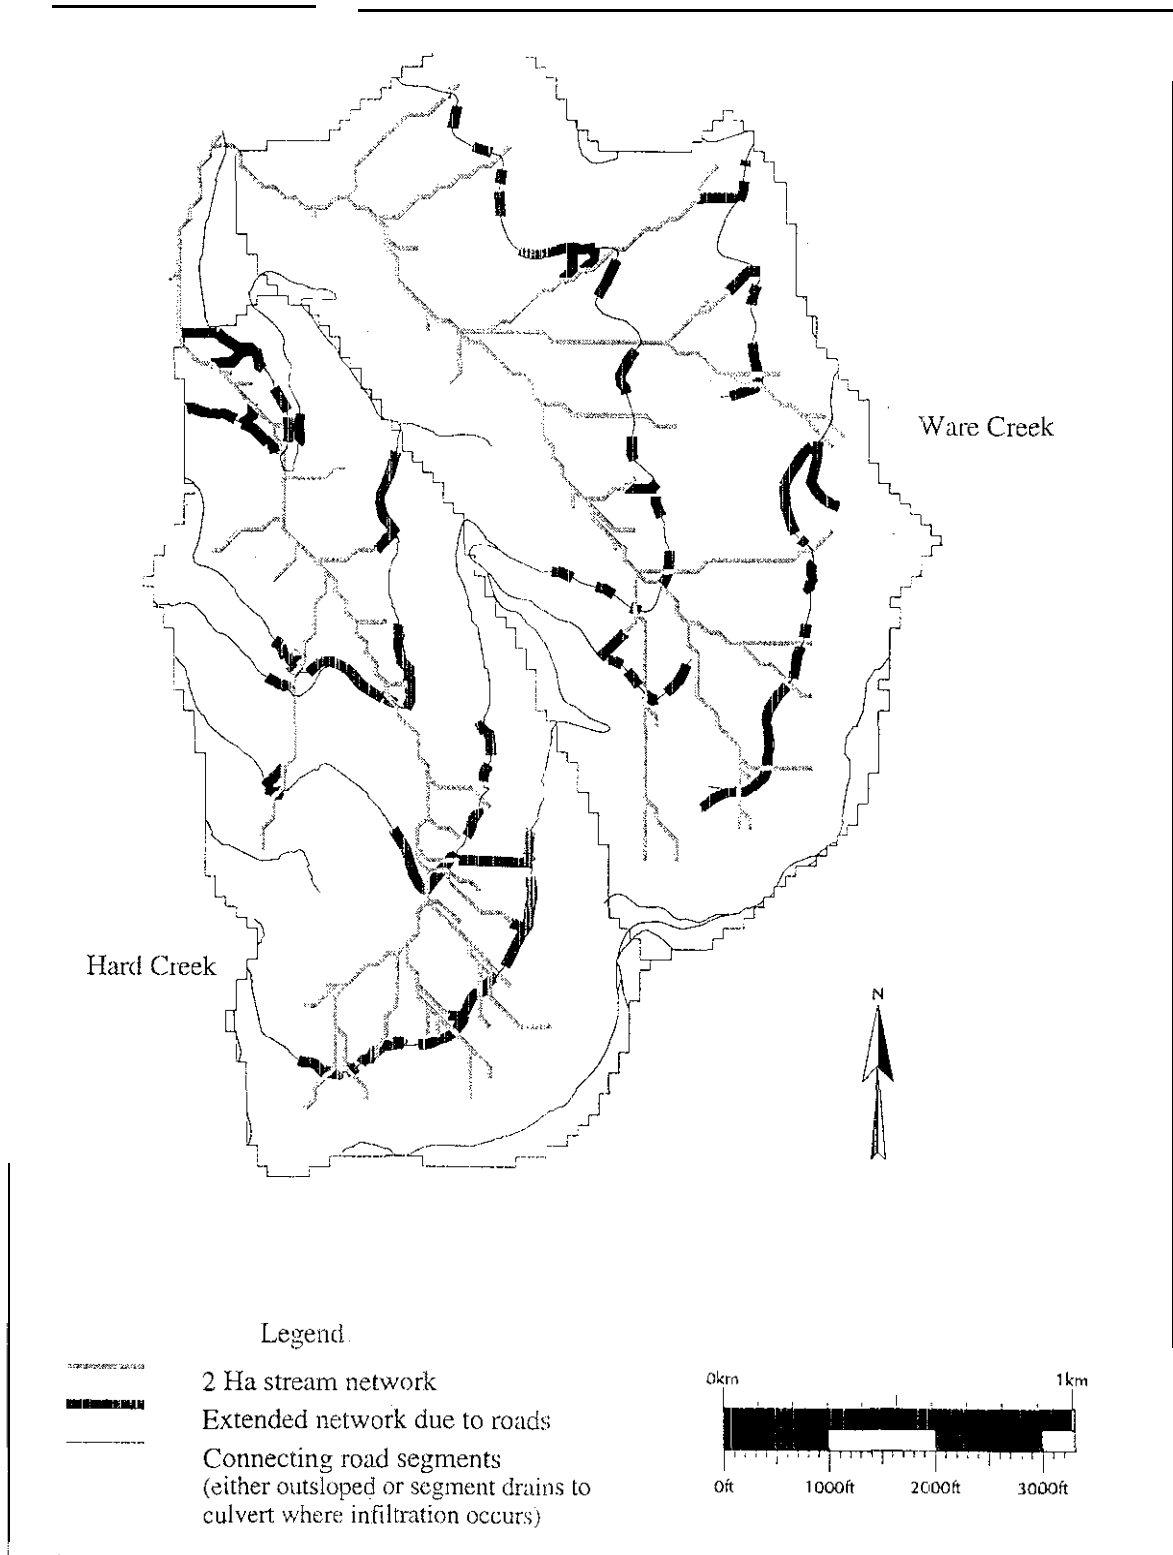 Ware Creek
Hard Creek
N
Legend
2 Ha stream network
Extended network due to roads
Connecting road segments
(either outsloped or segment drains to
culvert where infiltration occurs)
0km 1km
0ft 1000ft 2000ft 3000ft